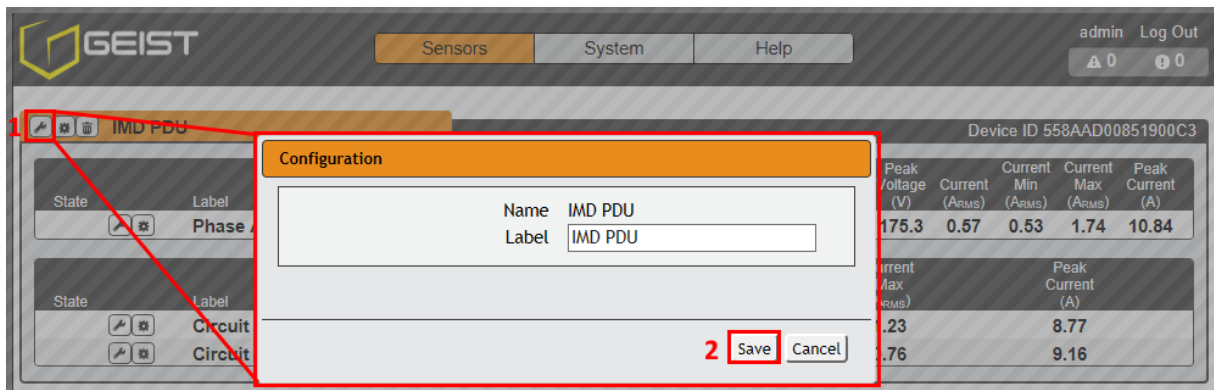 GEIST
Sensors System Help
admin Log Out
0 0
1 IMD PDU Device ID 558AAD00851900C3
Configuration
Name IMD PDU
Label IMD PDU
2 Save Cancel
State Label Peak Voltage (V) Current (ARMS) Current Min (ARMS) Current Max (ARMS) Peak Current (A)
Phase 175.3 0.57 0.53 1.74 10.84
State Label Max Peak Current (A)
Circuit .23 8.77
Circuit .76 9.16